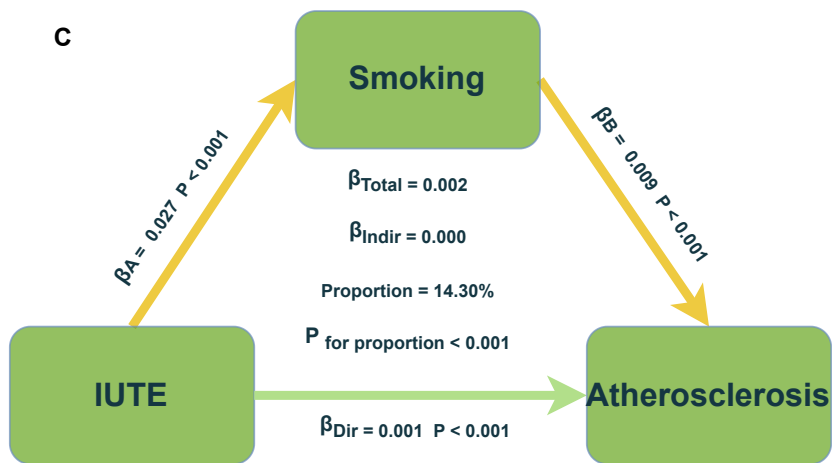 C
Smoking
βA = 0.027 P < 0.001
βB = 0.009 P < 0.001
βTotal = 0.002
βIndir = 0.000
Proportion = 14.30%
P for proportion < 0.001
IUTE
Atherosclerosis
βDir = 0.001 P < 0.001